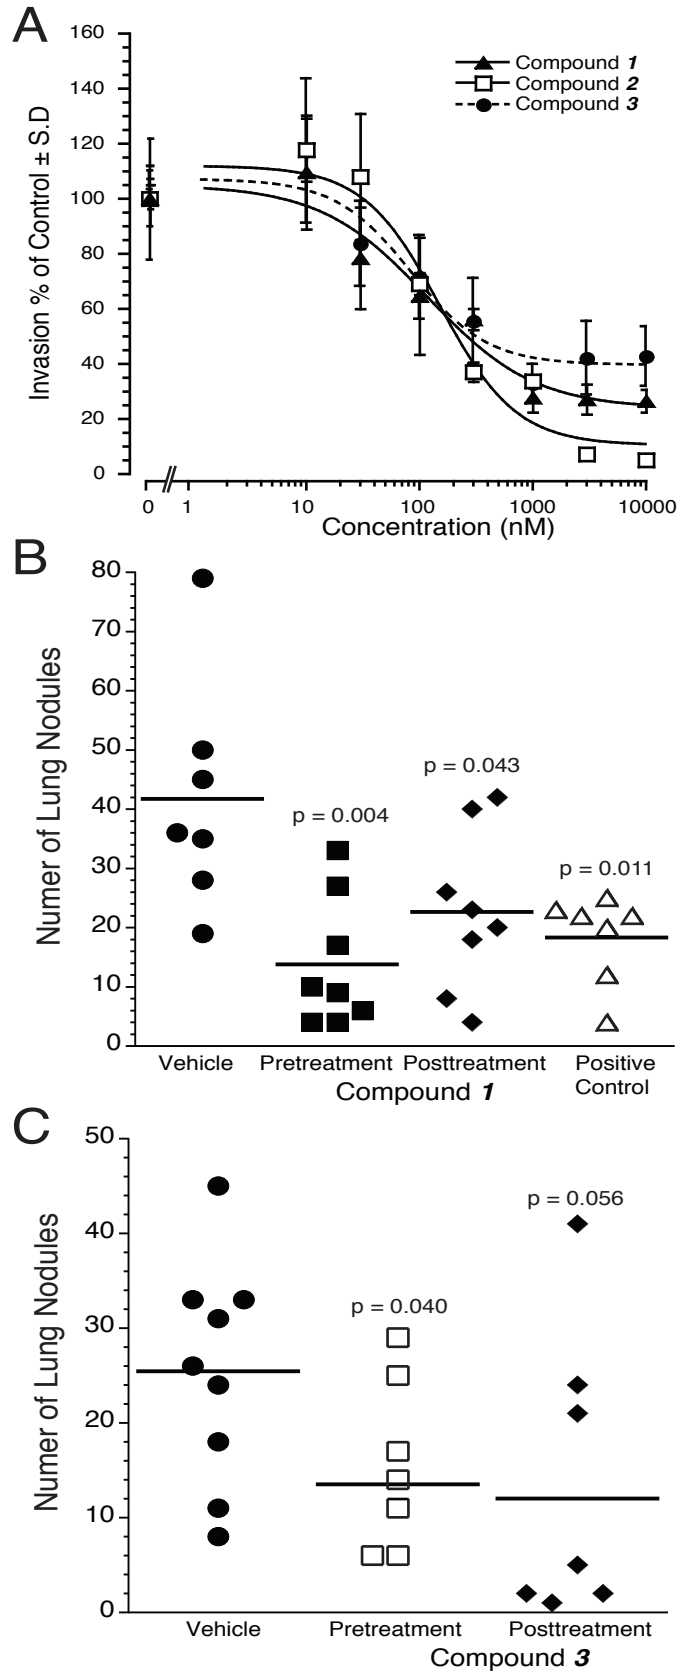 A
160
140
120
100
80
60
40
20
0
Invasion % of Control ± S.D
Compound 1
Compound 2
Compound 3
0 1 10 100 1000 10000
Concentration (nM)
B
80
70
60
50
40
30
20
10
0
Numer of Lung Nodules
p = 0.004
p = 0.043
p = 0.011
Vehicle Pretreatment Posttreatment Positive
Control
Compound 1
C
50
40
30
20
10
0
Numer of Lung Nodules
p = 0.040
p = 0.056
Vehicle Pretreatment Posttreatment
Compound 3